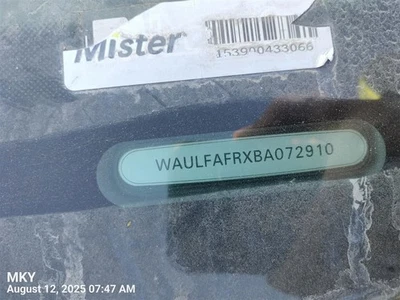 Mister
153900433066
WAULFAFRXBA072910
MKY
August 12, 2025 07:47 AM